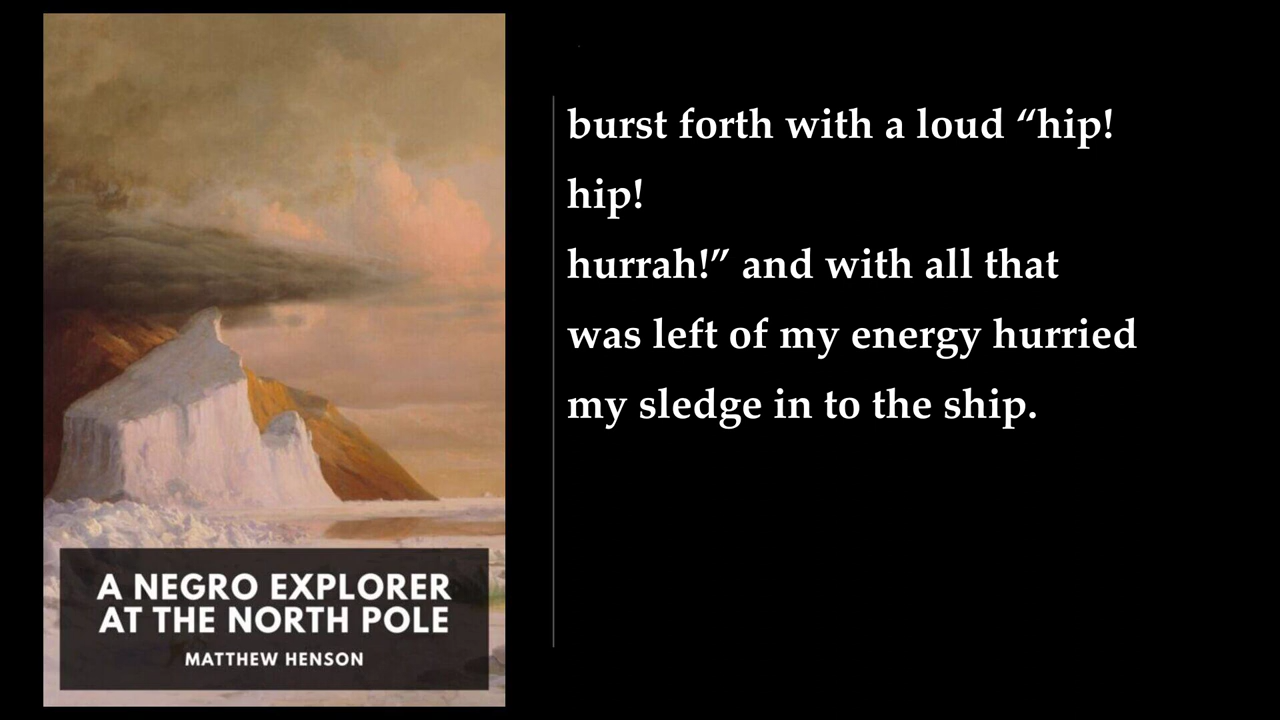 burst forth with a loud “hip!
hip!
hurrah!” and with all that
was left of my energy hurried
my sledge in to the ship.
A NEGRO EXPLORER
AT THE NORTH POLE
MATTHEW HENSON